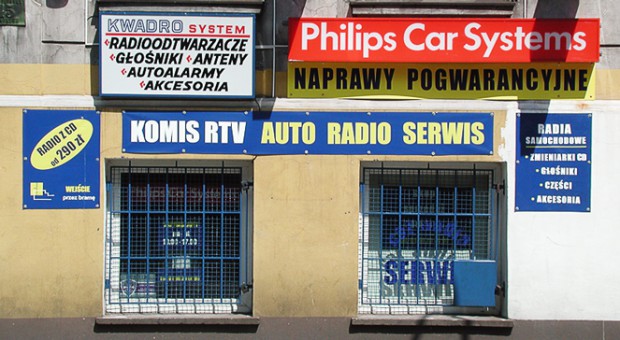 KWADRO SYSTEM
RADIOODTWARZACZE
GŁOŚNIKI ANTENY
AUTOALARMY
AKCESORIA
Philips Car Systems
NAPRAWY POGWARANCYJNE
RADIO Z CD
od 290 zł
WEJŚCIE
przez bramę
KOMIS RTV AUTO RADIO SERWIS
RADIA
SAMOCHODOWE
• ZMIENIARKI CD
• GŁOŚNIKI
• CZĘŚCI
• AKCESORIA
SERWI